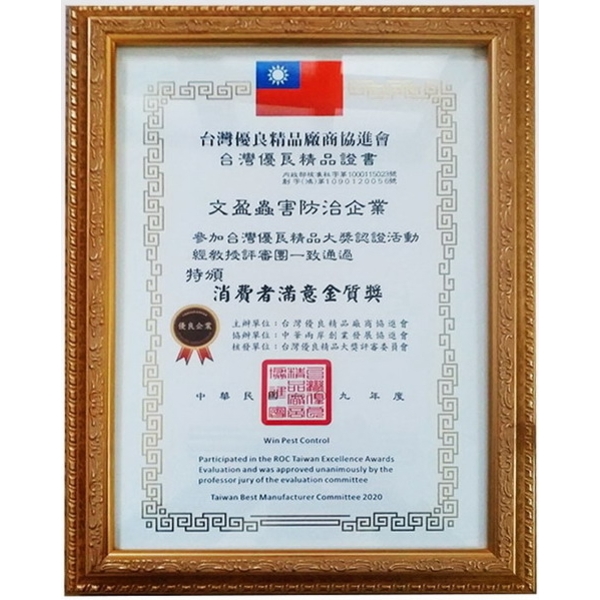 台灣優良精品廠商協進會
台灣優良精品證書
內政部核准科字第1000115023號
創字(鴻)第1090120056號
文盈蟲害防治企業
參加台灣優良精品大獎認證活動
經教授評審團一致通過
特頒
消費者滿意金質獎
優良企業
主辦單位:台灣優良精品廠商協進會
協辦單位:中華兩岸創業發展協進會
核發單位:台灣優良精品大獎評審委員會
中華民國 九年度
Win Pest Control
Participated in the ROC Taiwan Excellence Awards
Evaluation and was approved unanimously by the
professor jury of the evaluation committee
Taiwan Best Manufacturer Committee 2020